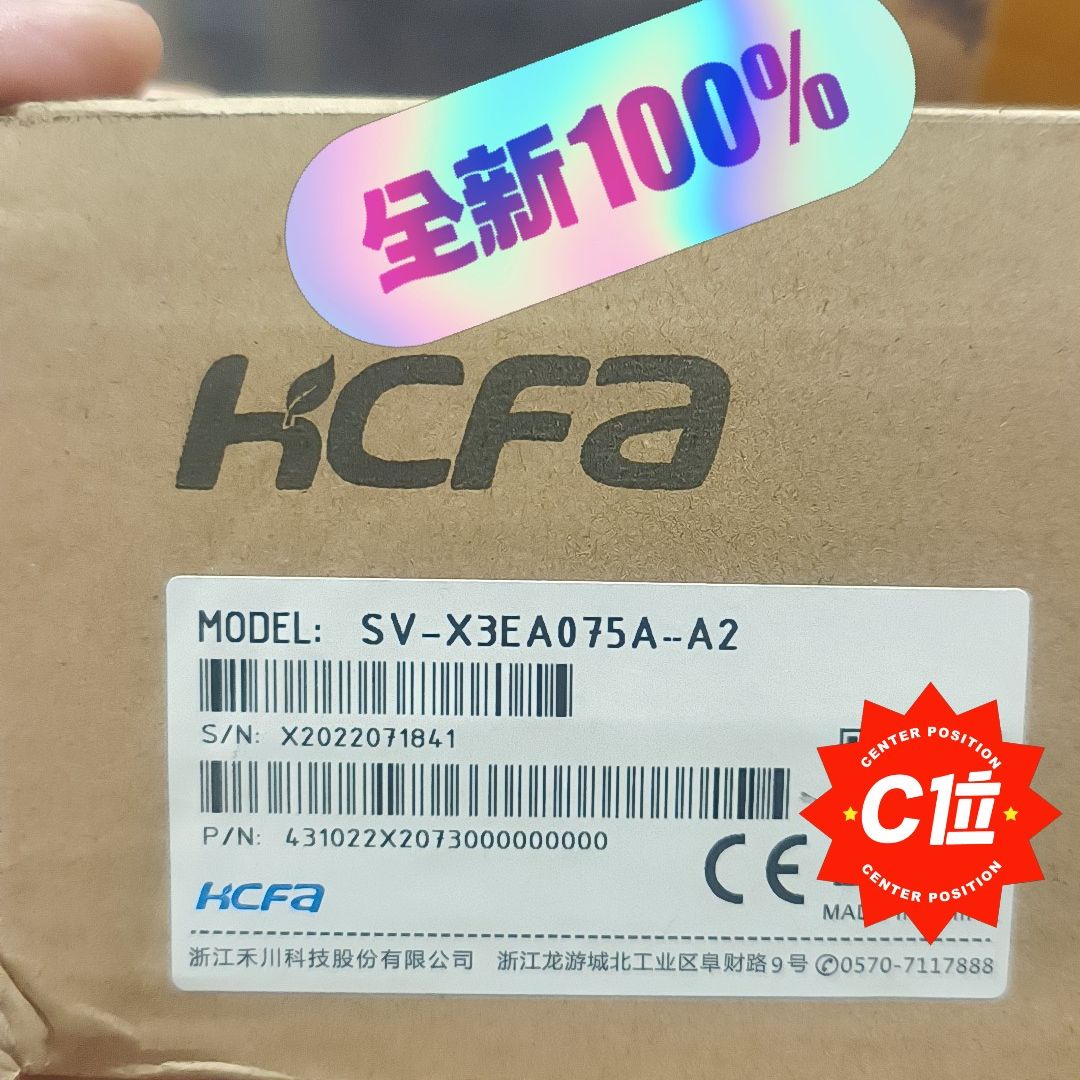 全新100%
HCFa
MODEL: SV-X3EA075A-A2
S/N: X2022071841
P/N: 431022X2073000000000
CENTER POSITION
C1位
CENTER POSITION
CE
HCFa
浙江禾川科技股份有限公司 浙江龙游城北工业区阜财路9号 ✆0570-7117888